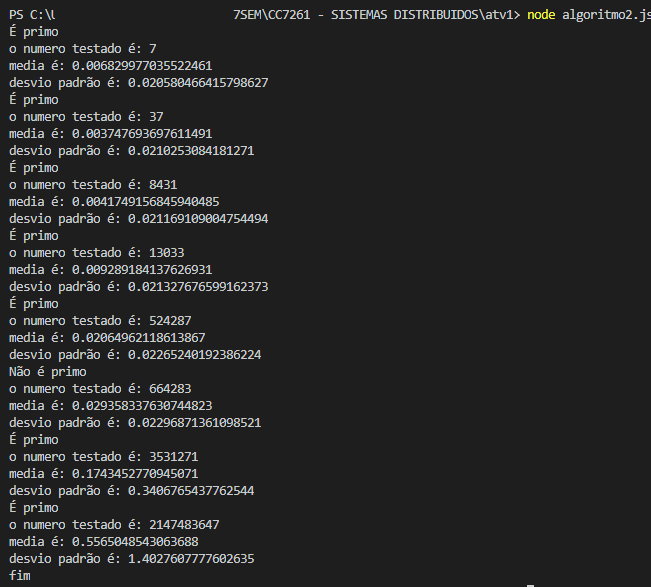 PS C:\ 7SEM\CC7261 - SISTEMAS DISTRIBUIDOS\atv1> node algoritmo2.js
É primo
o numero testado é: 7
media é: 0.006829977035522461
desvio padrão é: 0.020580466415798627
É primo
o numero testado é: 37
media é: 0.003747693697611491
desvio padrão é: 0.0210253084181271
É primo
o numero testado é: 8431
media é: 0.0041749156845940485
desvio padrão é: 0.021169109004754494
É primo
o numero testado é: 13033
media é: 0.009289184137626931
desvio padrão é: 0.021327676599162373
É primo
o numero testado é: 524287
media é: 0.02064962118613867
desvio padrão é: 0.02265240192386224
Não é primo
o numero testado é: 664283
media é: 0.029358337630744823
desvio padrão é: 0.02296871361098521
É primo
o numero testado é: 3531271
media é: 0.1743452770945071
desvio padrão é: 0.3406765437762544
É primo
o numero testado é: 2147483647
media é: 0.5565048543063688
desvio padrão é: 1.4027607777602635
fim